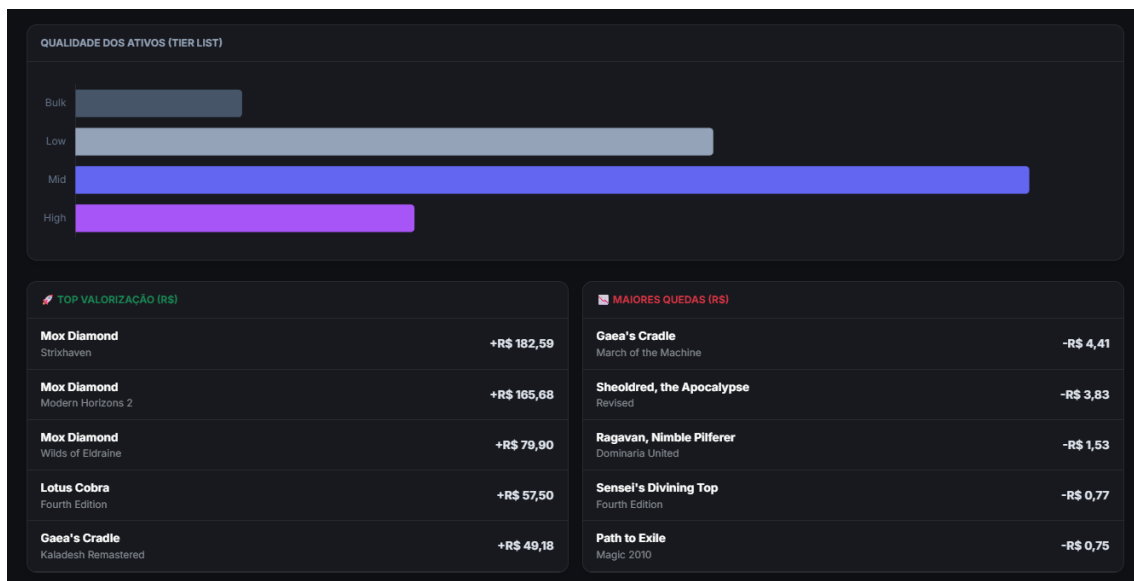 QUALIDADE DOS ATIVOS (TIER LIST)
Bulk
Low
Mid
High
TOP VALORIZAÇÃO (R$)
Mox Diamond
Strixhaven
+R$ 182,59
Mox Diamond
Modern Horizons 2
+R$ 165,68
Mox Diamond
Wilds of Eldraine
+R$ 79,90
Lotus Cobra
Fourth Edition
+R$ 57,50
Gaea's Cradle
Kaladesh Remastered
+R$ 49,18
MAIORES QUEDAS (R$)
Gaea's Cradle
March of the Machine
-R$ 4,41
Sheoldred, the Apocalypse
Revised
-R$ 3,83
Ragavan, Nimble Pilferer
Dominaria United
-R$ 1,53
Sensei's Divining Top
Fourth Edition
-R$ 0,77
Path to Exile
Magic 2010
-R$ 0,75